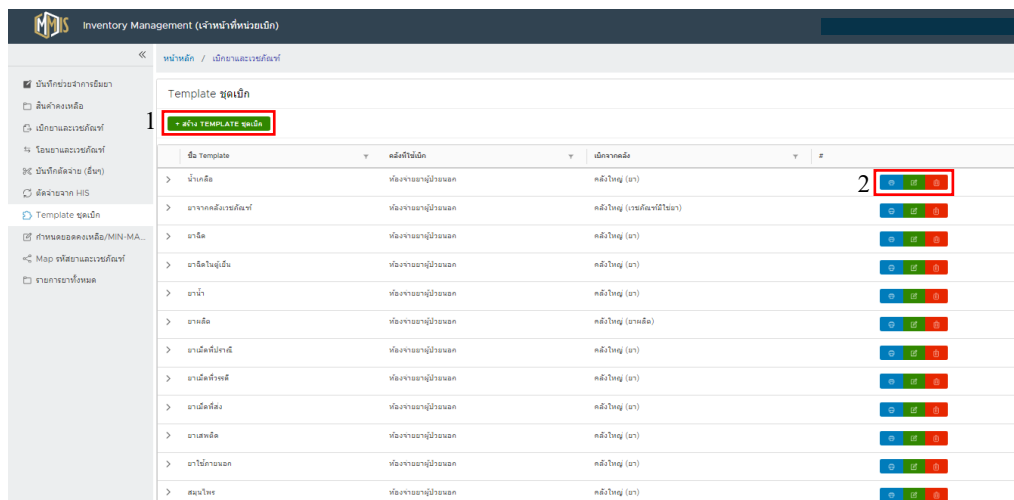 MMIS Inventory Management (เจ้าหน้าที่หน่วยเบิก)
«
หน้าหลัก / เบิกยาและเวชภัณฑ์
บันทึกช่วยจำการยืมยา
สินค้าคงเหลือ
เบิกยาและเวชภัณฑ์
โอนยาและเวชภัณฑ์
บันทึกตัดจ่าย (อื่นๆ)
ตัดจ่ายจาก HIS
Template ชุดเบิก
กำหนดยอดคงเหลือ/MIN-MA...
Map รหัสยาและเวชภัณฑ์
รายการยาทั้งหมด
Template ชุดเบิก
1 + สร้าง TEMPLATE ชุดเบิก
ชื่อ Template คลังที่ใช้เบิก เบิกจากคลัง #
> น้ำเกลือ ห้องจ่ายยาผู้ป่วยนอก คลังใหญ่ (ยา) 2
> ยาจากคลังเวชภัณฑ์ ห้องจ่ายยาผู้ป่วยนอก คลังใหญ่ (เวชภัณฑ์มิใช่ยา)
> ยาฉีด ห้องจ่ายยาผู้ป่วยนอก คลังใหญ่ (ยา)
> ยาฉีดในตู้เย็น ห้องจ่ายยาผู้ป่วยนอก คลังใหญ่ (ยา)
> ยาน้ำ ห้องจ่ายยาผู้ป่วยนอก คลังใหญ่ (ยา)
> ยาผลิต ห้องจ่ายยาผู้ป่วยนอก คลังใหญ่ (ยาผลิต)
> ยาเม็ดพี่ปราณี ห้องจ่ายยาผู้ป่วยนอก คลังใหญ่ (ยา)
> ยาเม็ดพี่วรรดี ห้องจ่ายยาผู้ป่วยนอก คลังใหญ่ (ยา)
> ยาเม็ดพี่สง ห้องจ่ายยาผู้ป่วยนอก คลังใหญ่ (ยา)
> ยาเสพติด ห้องจ่ายยาผู้ป่วยนอก คลังใหญ่ (ยา)
> ยาใช้ภายนอก ห้องจ่ายยาผู้ป่วยนอก คลังใหญ่ (ยา)
> สมุนไพร ห้องจ่ายยาผู้ป่วยนอก คลังใหญ่ (ยา)